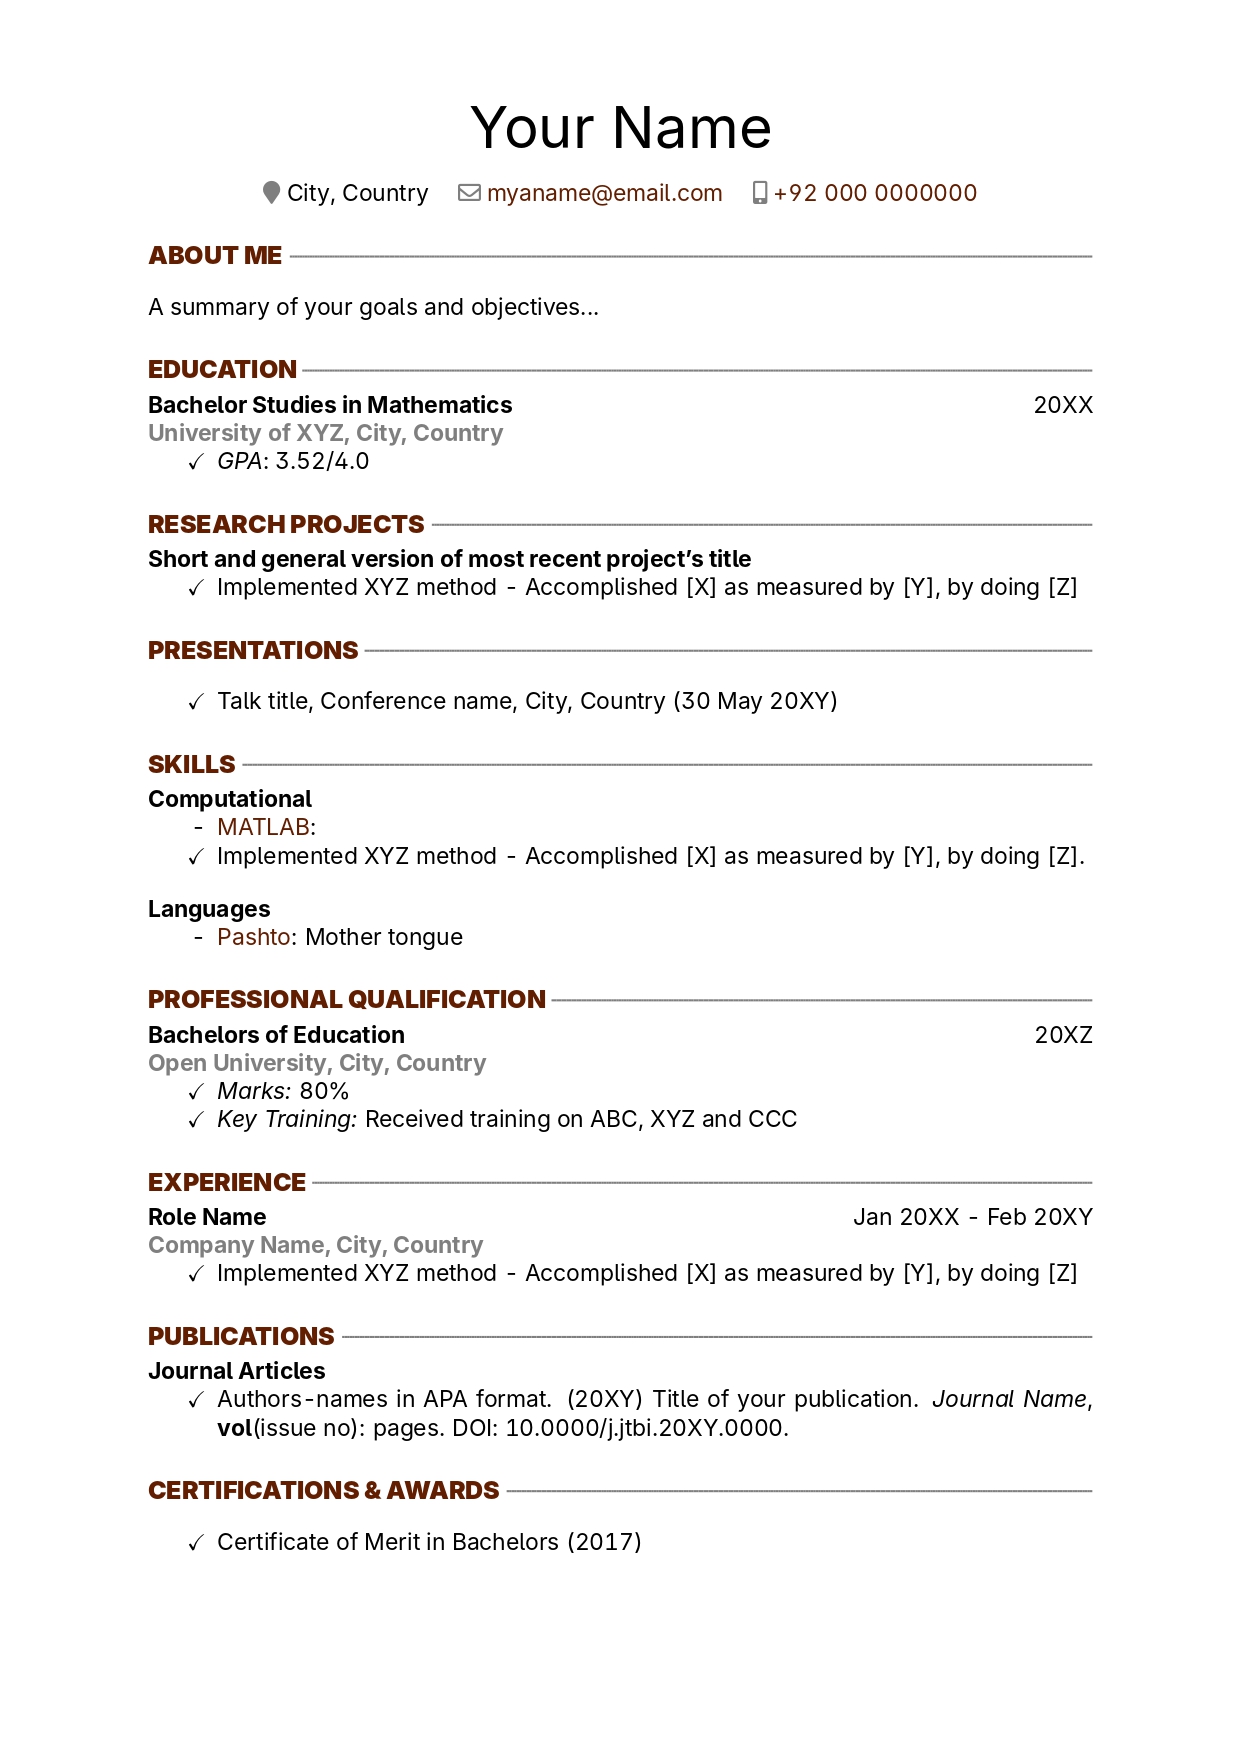 Your Name
City, Country myaname@email.com +92 000 0000000
ABOUT ME
A summary of your goals and objectives...
EDUCATION
Bachelor Studies in Mathematics 20XX
University of XYZ, City, Country
✓ GPA: 3.52/4.0
RESEARCH PROJECTS
Short and general version of most recent project’s title
✓ Implemented XYZ method - Accomplished [X] as measured by [Y], by doing [Z]
PRESENTATIONS
✓ Talk title, Conference name, City, Country (30 May 20XY)
SKILLS
Computational
- MATLAB:
✓ Implemented XYZ method - Accomplished [X] as measured by [Y], by doing [Z].
Languages
- Pashto: Mother tongue
PROFESSIONAL QUALIFICATION
Bachelors of Education 20XZ
Open University, City, Country
✓ Marks: 80%
✓ Key Training: Received training on ABC, XYZ and CCC
EXPERIENCE
Role Name Jan 20XX - Feb 20XY
Company Name, City, Country
✓ Implemented XYZ method - Accomplished [X] as measured by [Y], by doing [Z]
PUBLICATIONS
Journal Articles
✓ Authors-names in APA format. (20XY) Title of your publication. Journal Name,
vol(issue no): pages. DOI: 10.0000/j.jtbi.20XY.0000.
CERTIFICATIONS & AWARDS
✓ Certificate of Merit in Bachelors (2017)